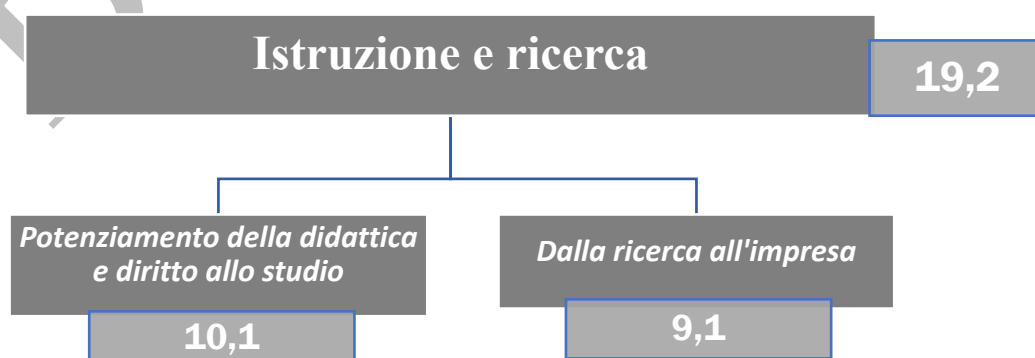 Istruzione e ricerca
19,2
Potenziamento della didattica
e diritto allo studio
10,1
Dalla ricerca all'impresa
9,1